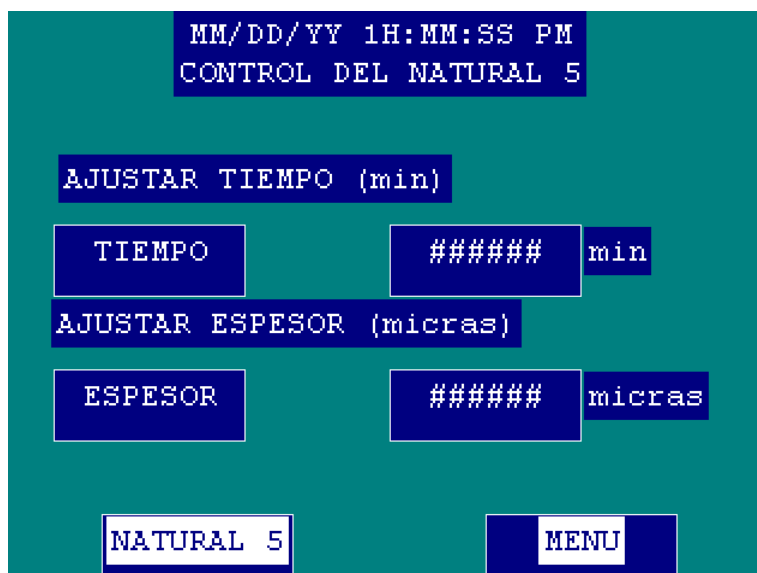 MM/DD/YY 1H:MM:SS PM
CONTROL DEL NATURAL 5
AJUSTAR TIEMPO (min)
TIEMPO ###### min
AJUSTAR ESPESOR (micras)
ESPESOR ###### micras
NATURAL 5 MENU